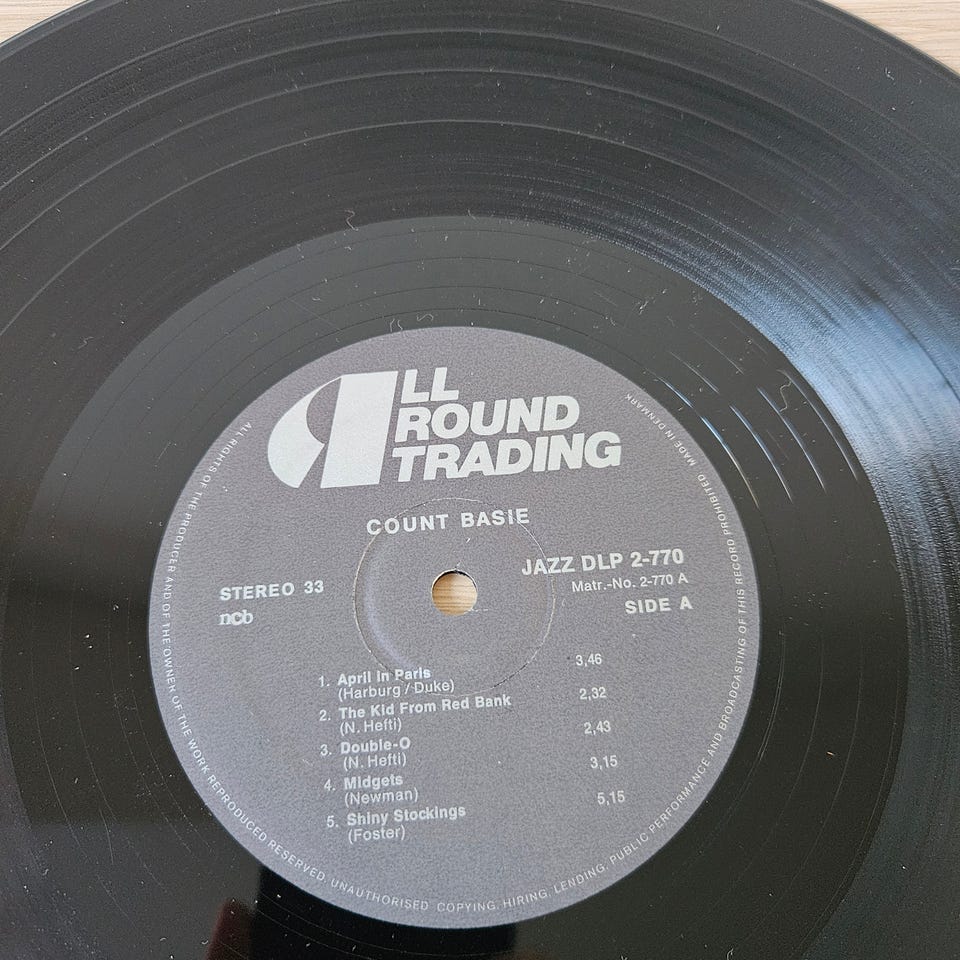 ALL
ROUND
TRADING
COUNT BASIE
JAZZ DLP 2-770
Matr.-No. 2-770 A
STEREO 33
SIDE A
ncb
1. April in Paris 3,46
(Harburg / Duke)
2. The Kid From Red Bank 2,32
(N. Hefti)
3. Double-O 2,43
(N. Hefti)
4. Midgets 3,15
(Newman)
5. Shiny Stockings 5,15
(Foster)
ALL RIGHTS OF THE PRODUCER AND OF THE OWNER OF THE WORK REPRODUCED RESERVED. UNAUTHORISED COPYING, HIRING, LENDING, PUBLIC PERFORMANCE AND BROADCASTING OF THIS RECORD PROHIBITED MADE IN DENMARK